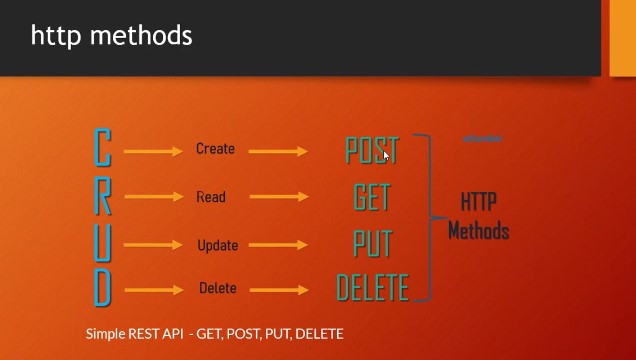 http methods
C Create POST
R Read GET
U Update PUT
D Delete DELETE
HTTP
Methods
Simple REST API - GET, POST, PUT, DELETE